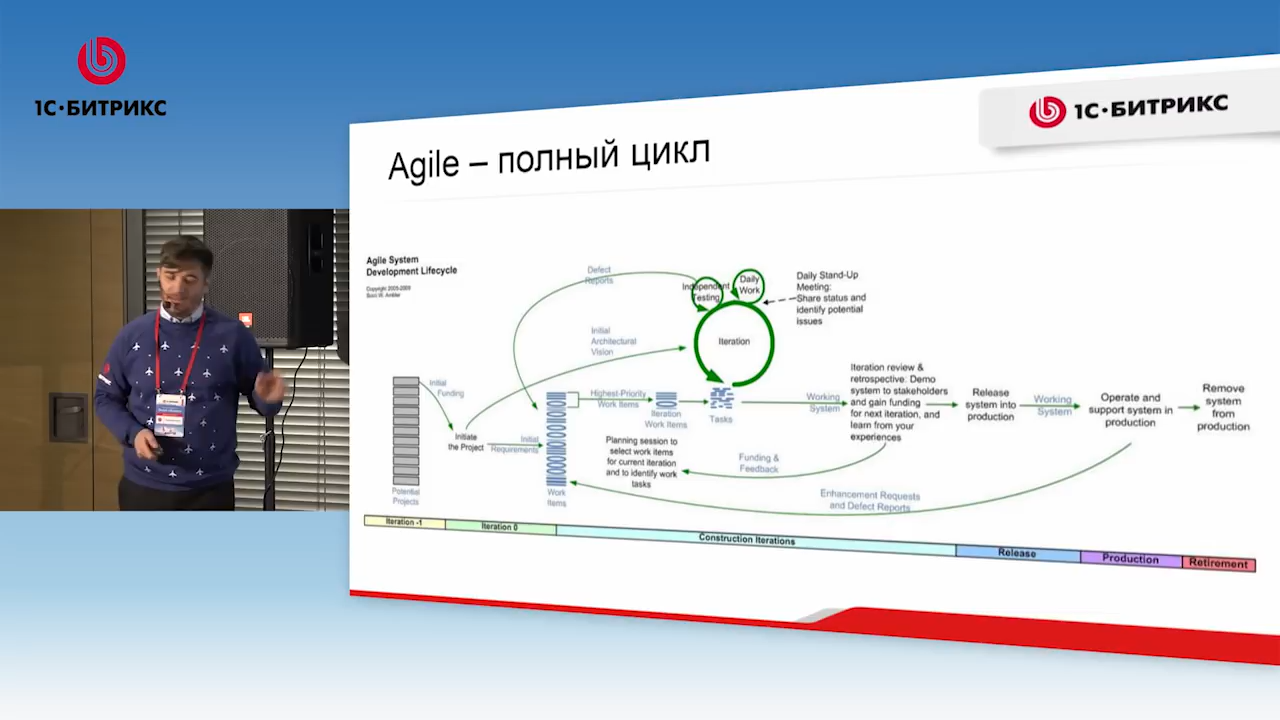 1С·БИТРИКС
1С·БИТРИКС
Agile – полный цикл
Agile System
Development Lifecycle
Copyright 2005-2009
Scott W. Ambler
Defect
Reports
Independent
Testing
Daily
Work
Daily Stand-Up
Meeting:
Share status and
identify potential
issues
Initial
Architectural
Vision
Iteration
Initial
Funding
Highest-Priority
Work Items
Iteration
Work Items
Tasks
Working
System
Iteration review &
retrospective: Demo
system to stakeholders
and gain funding
for next iteration, and
learn from your
experiences
Release
system into
production
Working
System
Operate and
support system in
production
Remove
system
from
production
Initiate
the Project
Initial
Requirements
Planning session to
select work items
for current iteration
and to identify work
tasks
Funding &
Feedback
Potential
Projects
Work
Items
Enhancement Requests
and Defect Reports
Iteration -1
Iteration 0
Construction Iterations
Release
Production
Retirement